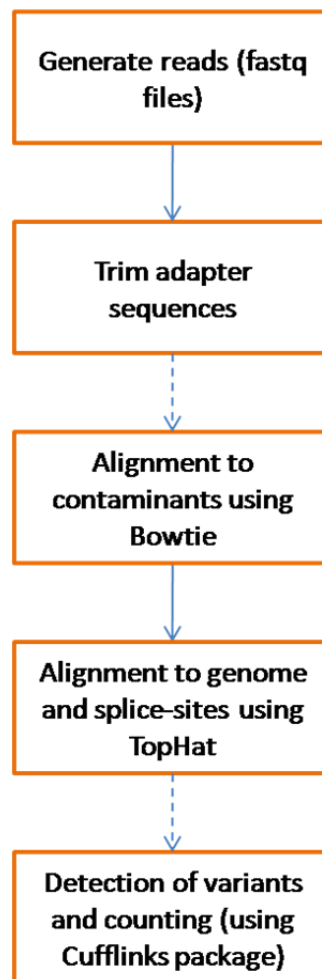 Generate reads (fastq
files)
Trim adapter
sequences
Alignment to
contaminants using
Bowtie
Alignment to genome
and splice-sites using
TopHat
Detection of variants
and counting (using
Cufflinks package)